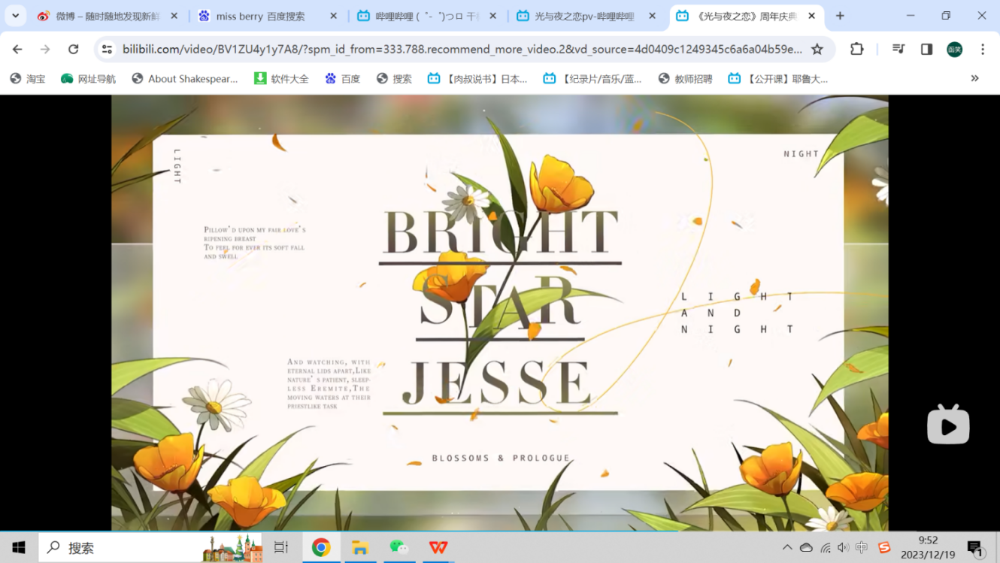 微博 – 随时随地发现新鲜
miss berry 百度搜索
哔哩哔哩 (゜-゜)つロ 干
光与夜之恋pv-哔哩哔哩
《光与夜之恋》周年庆典
bilibili.com/video/BV1ZU4y1y7A8/?spm_id_from=333.788.recommend_more_video.2&vd_source=4d0409c1249345c6a6a04b59e...
函笑
淘宝
网址导航
About Shakespear...
软件大全
百度
搜索
【肉叔说书】日本...
【纪录片/音乐/蓝...
教师招聘
【公开课】耶鲁大...
LIGHT
NIGHT
PILLOW'D UPON MY FAIR LOVE'S
RIPENING BREAST
TO FEEL FOR EVER ITS SOFT FALL
AND SWELL
BRIGHT
STAR
JESSE
LIGHT
AND
NIGHT
AND WATCHING, WITH
ETERNAL LIDS APART,LIKE
NATURE'S PATIENT, SLEEP-
LESS EREMITE,THE
MOVING WATERS AT THEIR
PRIESTLIKE TASK
BLOSSOMS & PROLOGUE
搜索
中
9:52
2023/12/19
1